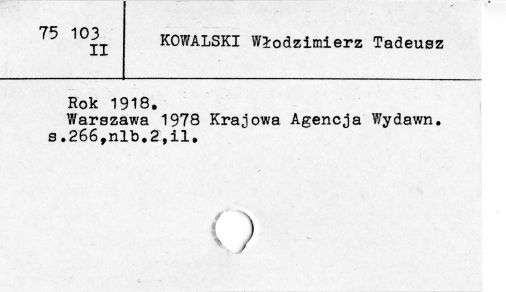 75 103
II
KOWALSKI Włodzimierz Tadeusz
Rok 1918.
Warszawa 1978 Krajowa Agencja Wydawn.
s.266,nlb.2,il.